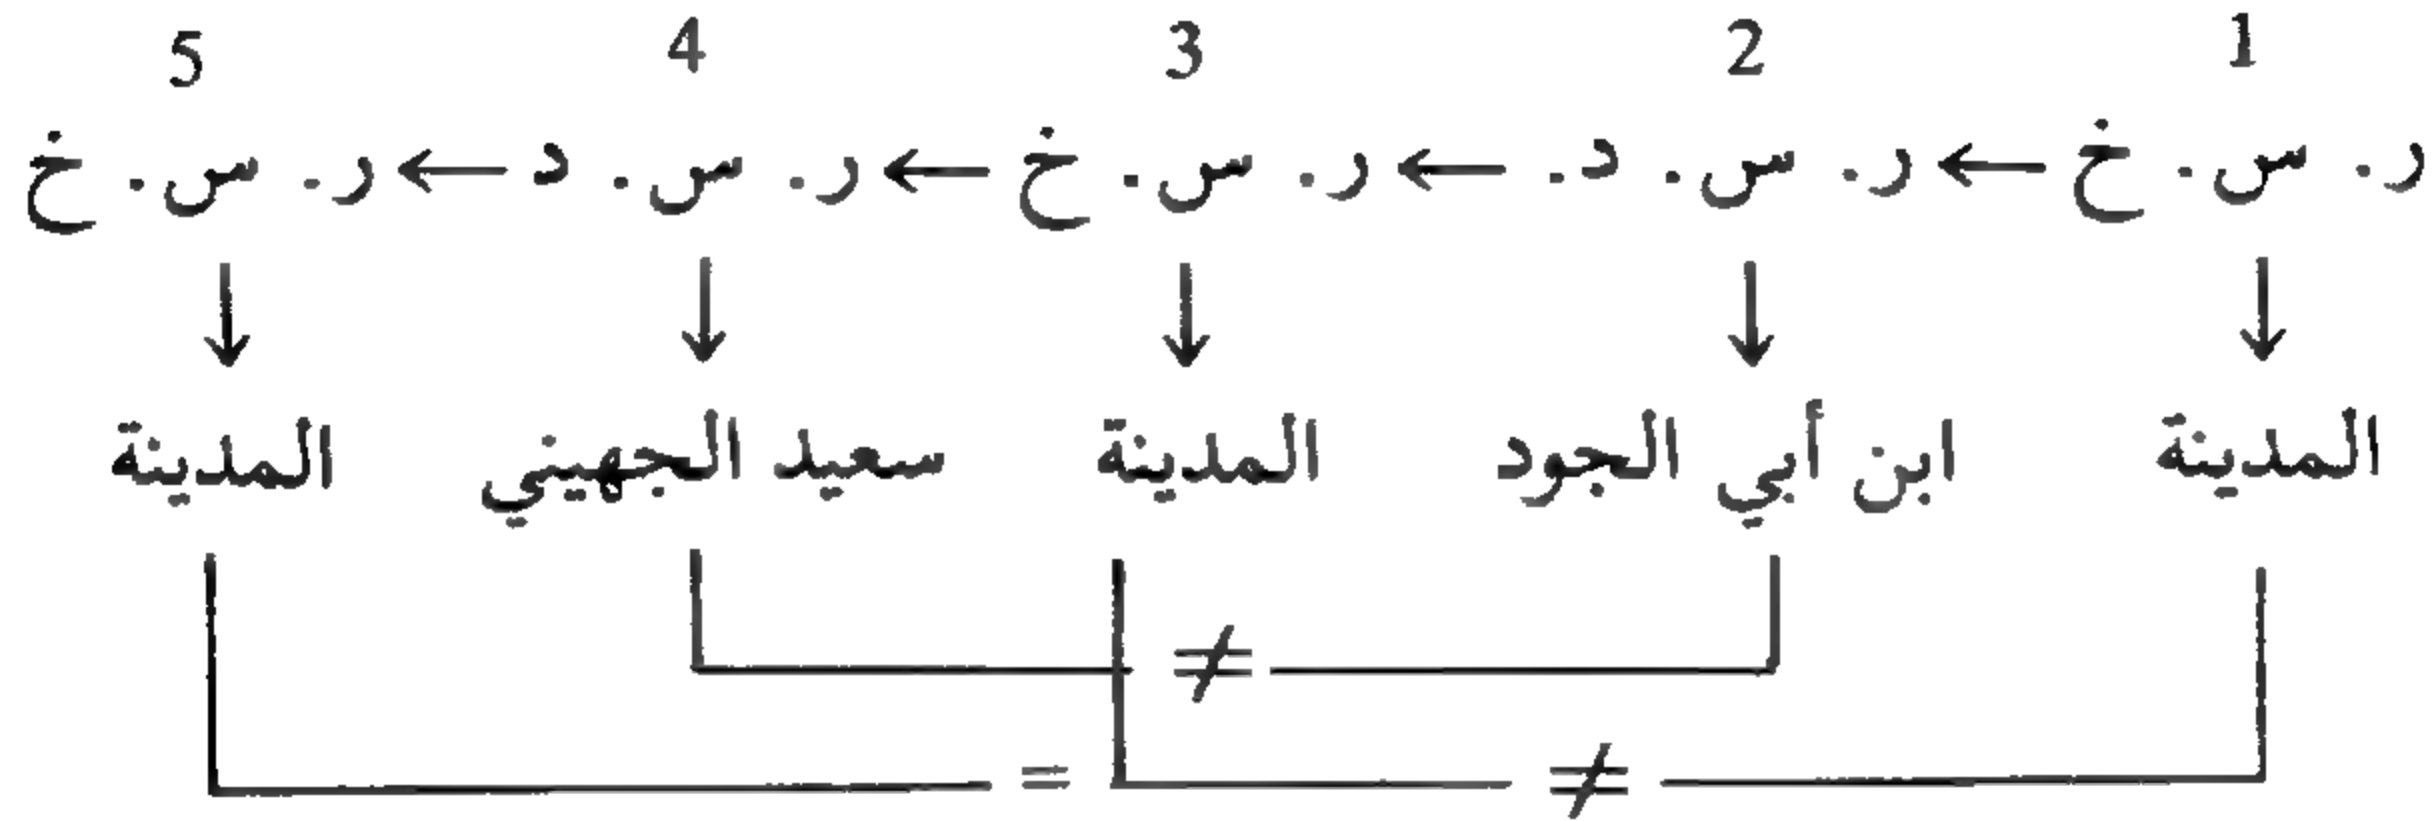 1 2 3 4 5
ر. س. خ ← ر. س. د. ← ر. س. خ ← ر. س. د ← ر. س. خ
المدينة ابن أبي الجود المدينة سعيد الجهيني المدينة
≠
≠ =